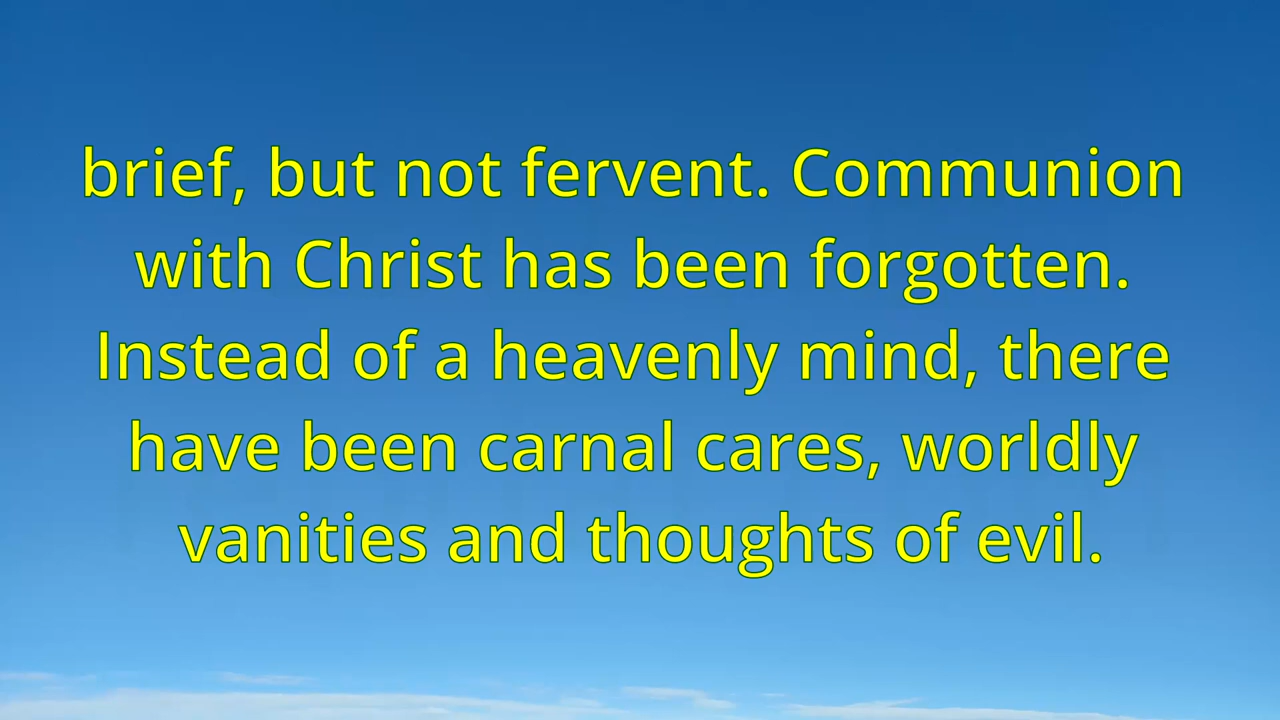 brief, but not fervent. Communion
with Christ has been forgotten.
Instead of a heavenly mind, there
have been carnal cares, worldly
vanities and thoughts of evil.